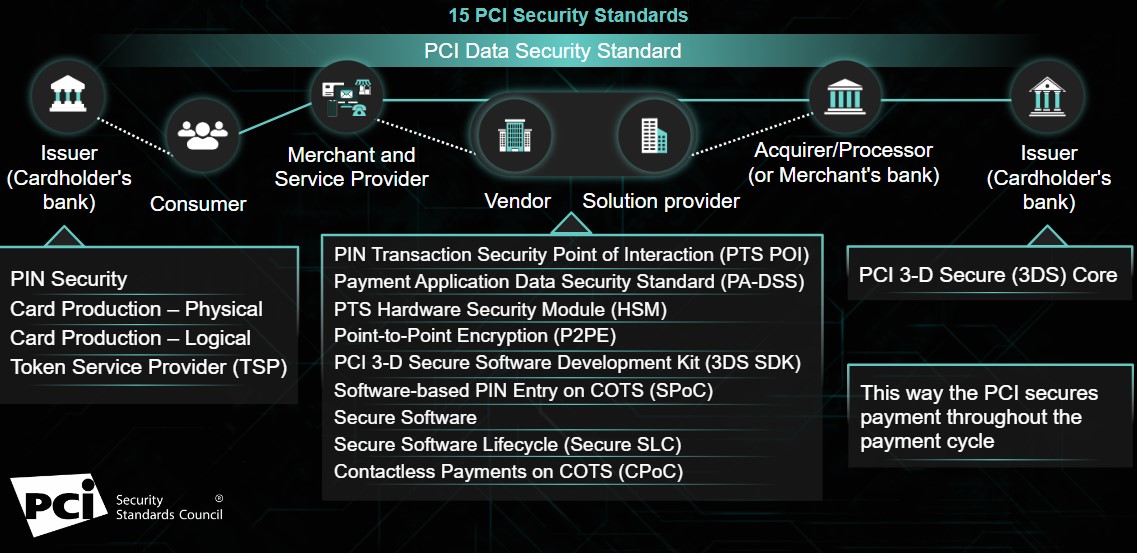 15 PCI Security Standards
PCI Data Security Standard
Issuer
(Cardholder's
bank)
Consumer
Merchant and
Service Provider
Vendor
Solution provider
Acquirer/Processor
(or Merchant's bank)
Issuer
(Cardholder's
bank)
PIN Security
Card Production – Physical
Card Production – Logical
Token Service Provider (TSP)
PIN Transaction Security Point of Interaction (PTS POI)
Payment Application Data Security Standard (PA-DSS)
PTS Hardware Security Module (HSM)
Point-to-Point Encryption (P2PE)
PCI 3-D Secure Software Development Kit (3DS SDK)
Software-based PIN Entry on COTS (SPoC)
Secure Software
Secure Software Lifecycle (Secure SLC)
Contactless Payments on COTS (CPoC)
PCI 3-D Secure (3DS) Core
This way the PCI secures
payment throughout the
payment cycle
PCi
Security ®
Standards Council